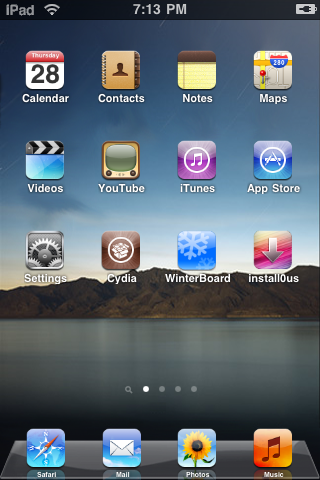 iPad 7:13 PM
Thursday
28 280
Calendar Contacts Notes Maps
Videos YouTube iTunes App Store
Settings Cydia WinterBoard install0us
N
Safari Mail Photos Music